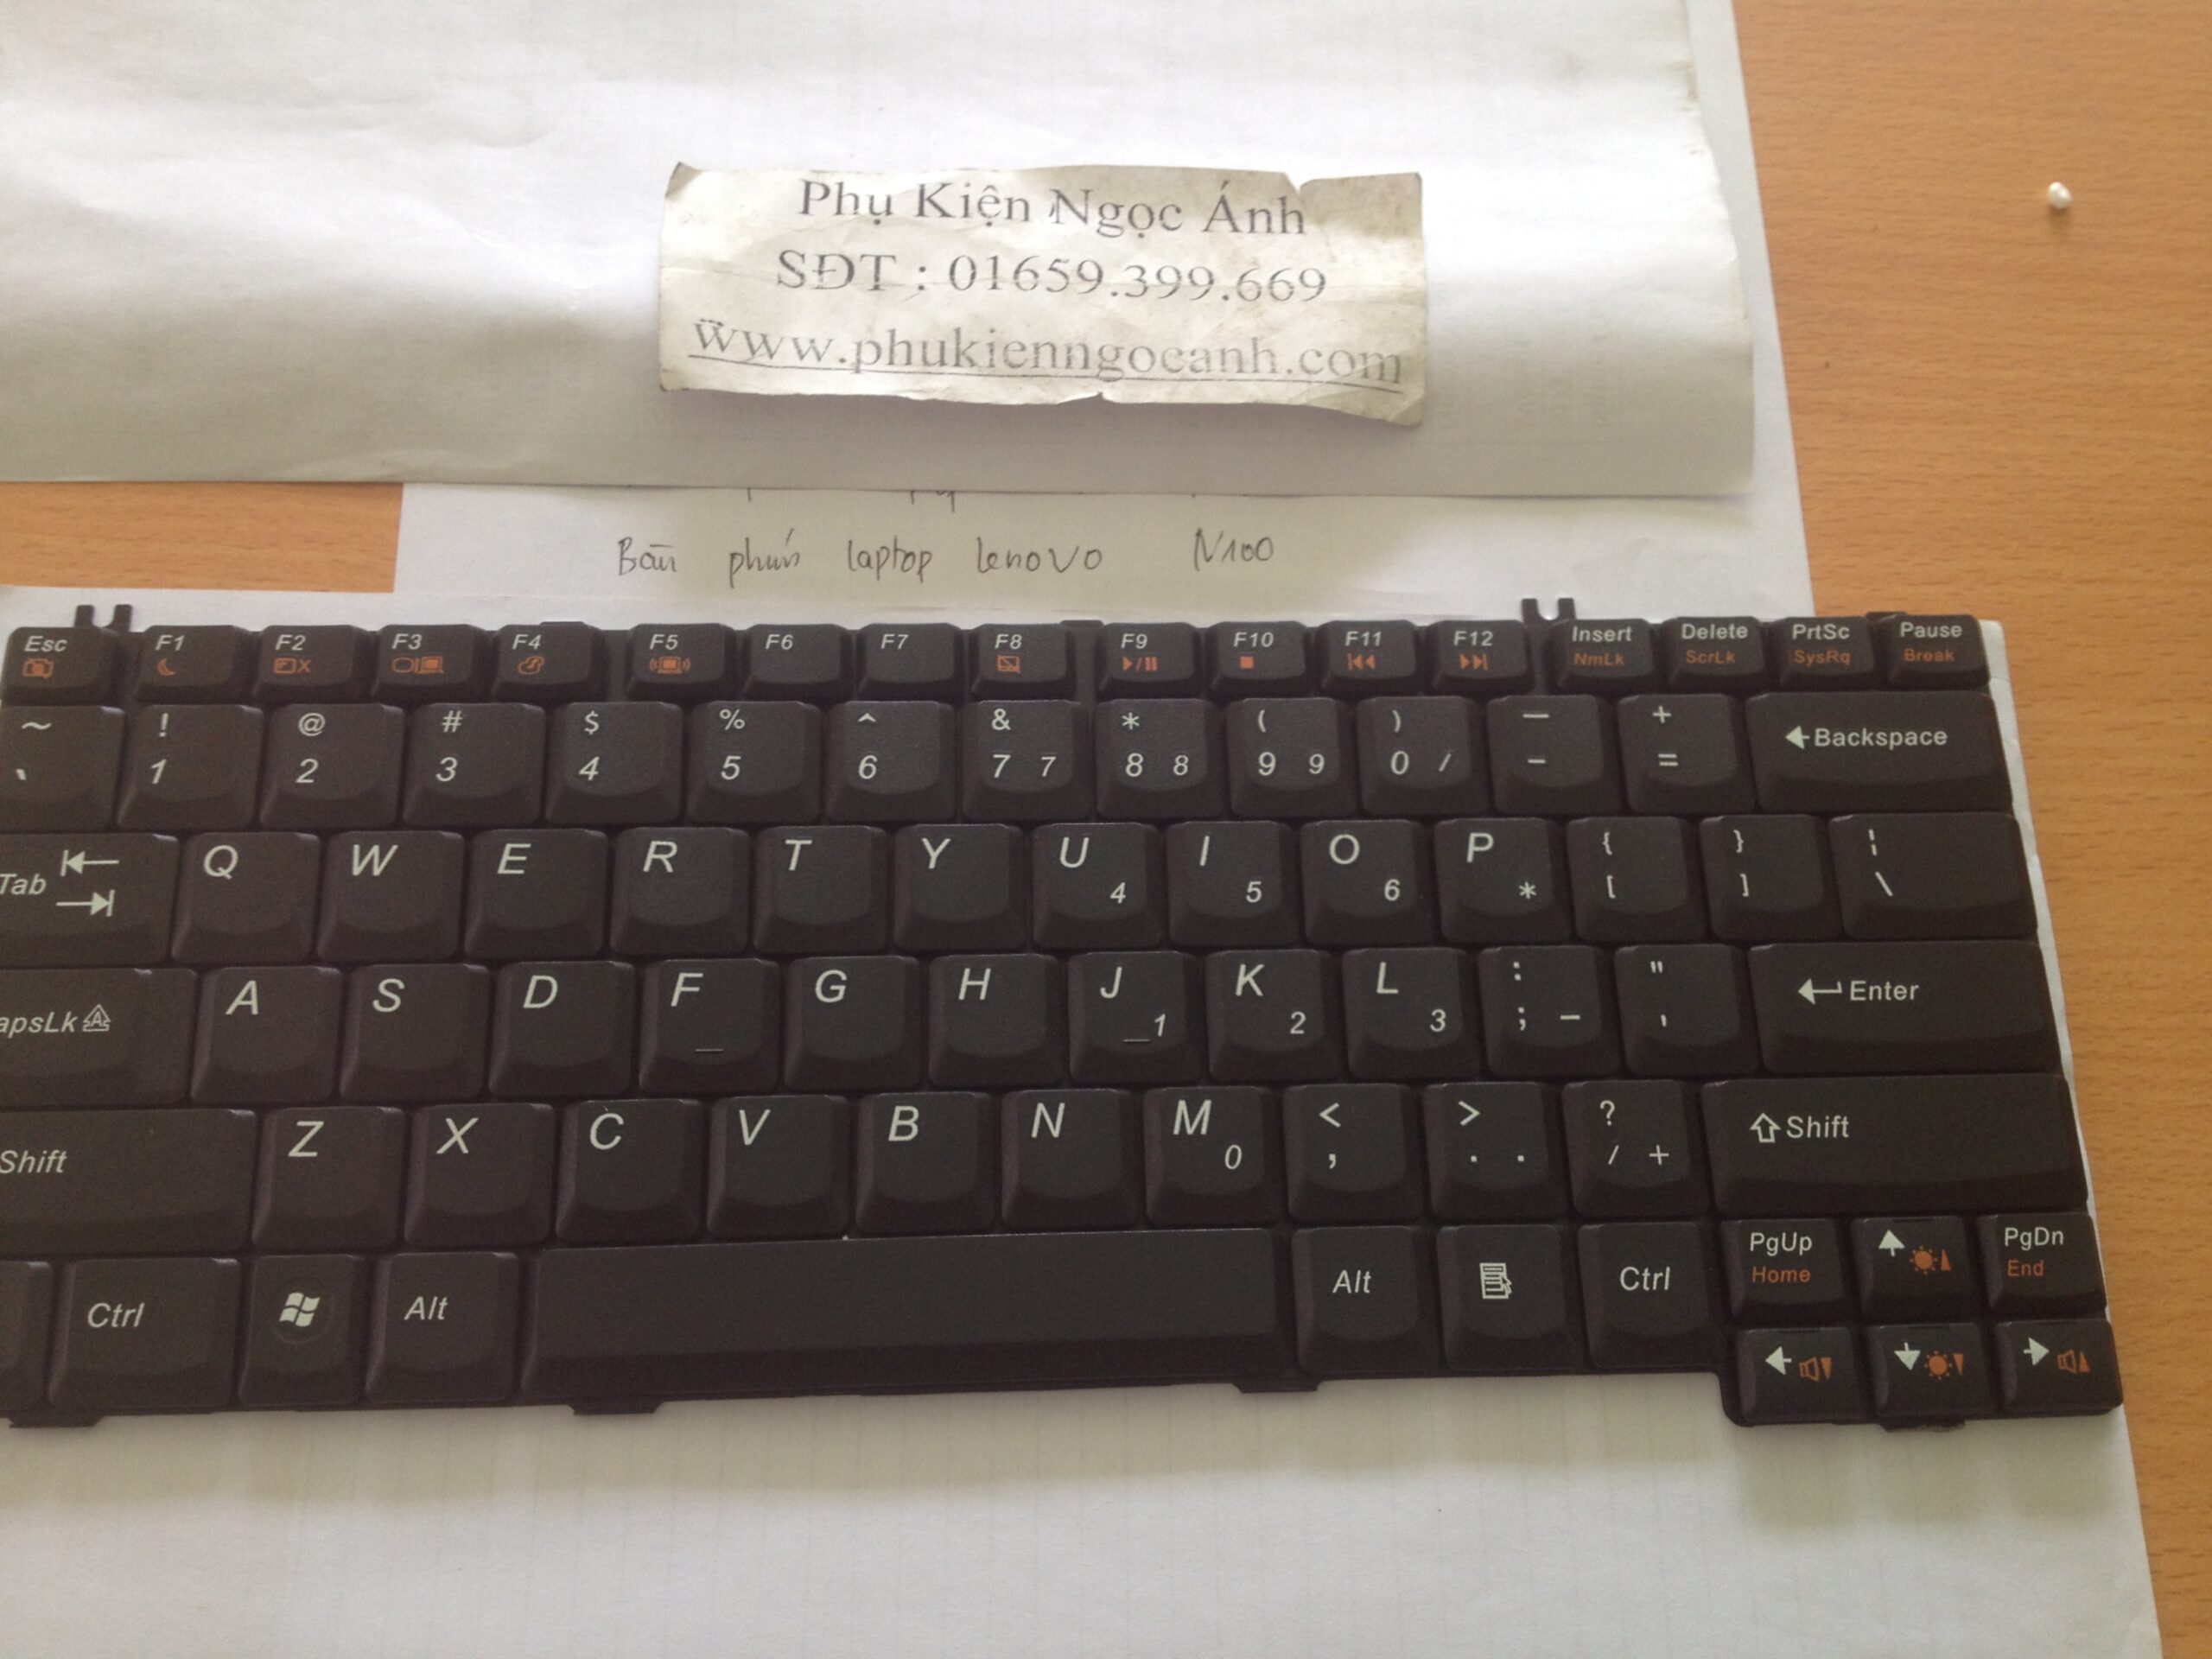 Phụ Kiện Ngọc Ánh
SĐT : 01659.399.669
www.phukienngocanh.com
Bàn phím laptop lenovo N100
Esc F1 F2 F3 F4 F5 F6 F7 F8 F9 F10 F11 F12 Insert Delete PrtSc Pause
NmLk ScrLk SysRq Break
~ ! @ # $ % ^ & * ( ) — +
` 1 2 3 4 5 6 7 7 8 8 9 9 0 / - = Backspace
Tab Q W E R T Y U 4 I 5 O 6 P * { [ } ] ¦ \
apsLk A S D F G H J 1 K 2 L 3 : ; – " ' Enter
Shift Z X C V B N M 0 < , > . . ? / + Shift
Ctrl Alt Alt Ctrl PgUp PgDn
Home End